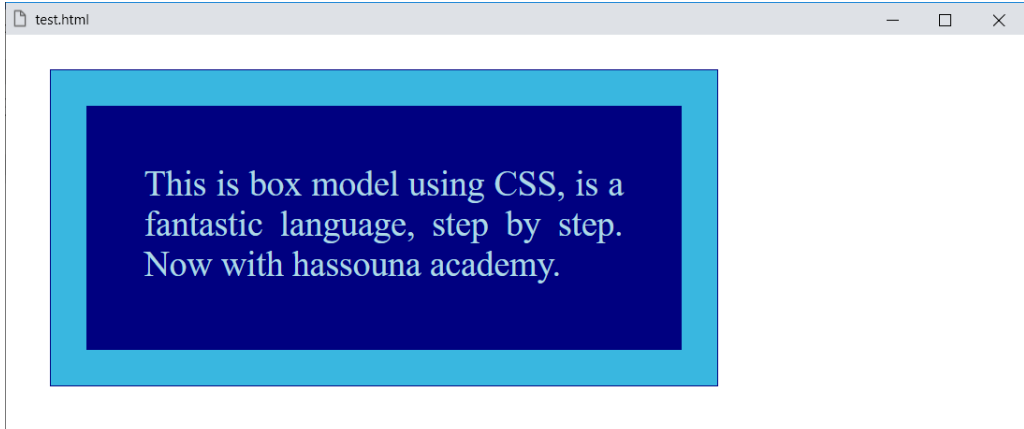 test.html
This is box model using CSS, is a
fantastic language, step by step.
Now with hassouna academy.